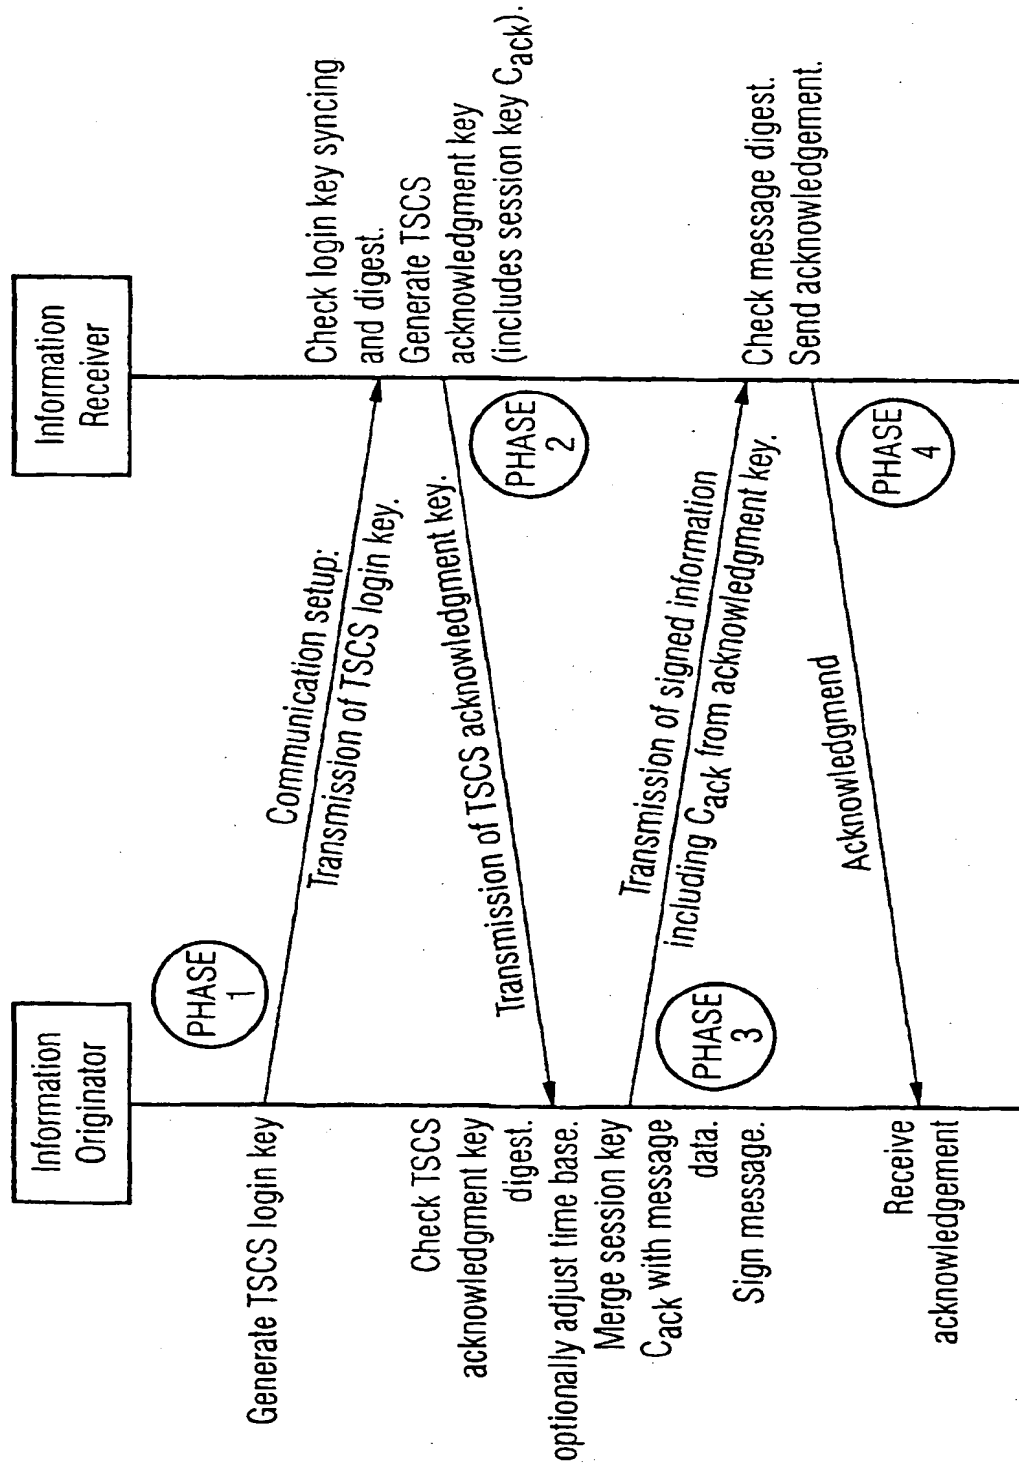 Information
Originator
Information
Receiver
PHASE
1
Generate TSCS login key
Communication setup:
Transmission of TSCS login key.
Check login key syncing
and digest.
Generate TSCS
acknowledgment key
(includes session key Cack).
PHASE
2
Transmission of TSCS acknowledgment key.
Check TSCS
acknowledgment key
digest.
optionally adjust time base.
Merge session key
Cack with message
data.
Sign message.
PHASE
3
Transmission of signed information
including Cack from acknowledgment key.
Check message digest.
Send acknowledgement.
PHASE
4
Acknowledgmend
Receive
acknowledgement